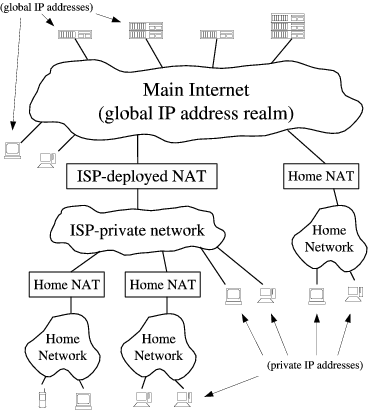 (global IP addresses)
Main Internet
(global IP address realm)
ISP-deployed NAT
Home NAT
ISP-private network
Home
Network
Home NAT
Home NAT
Home
Network
Home
Network
(private IP addresses)